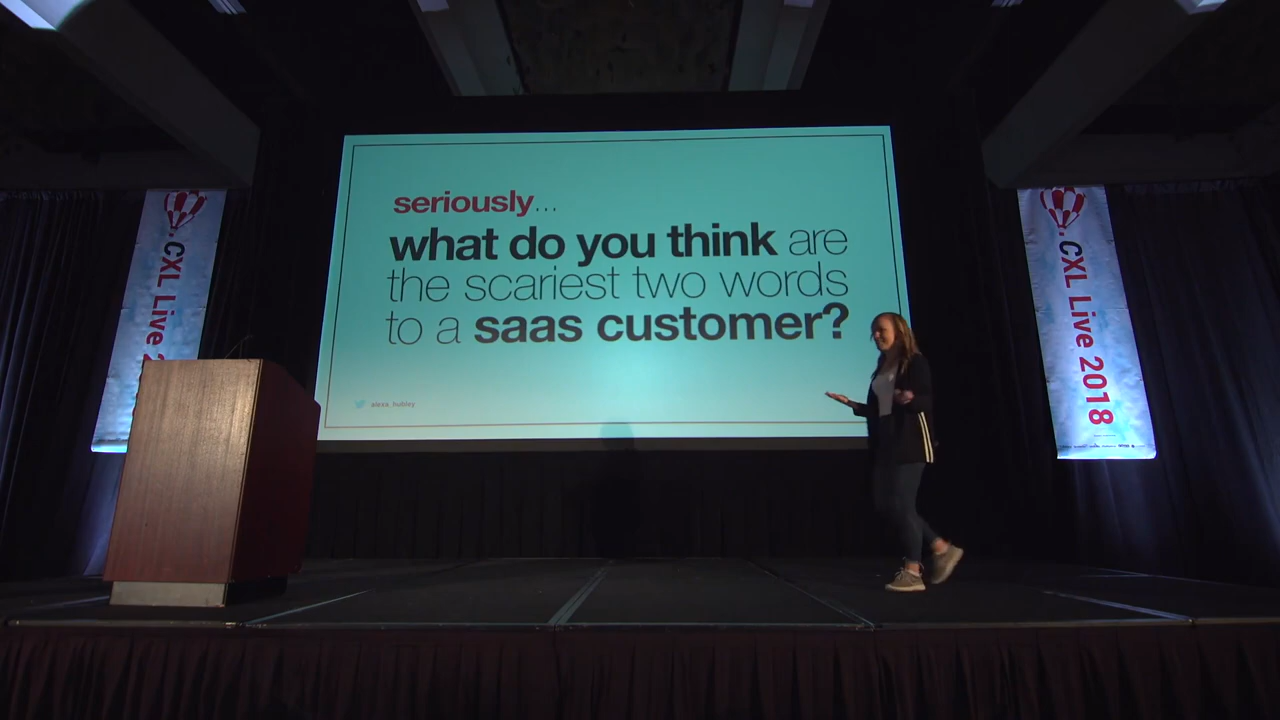 seriously...
what do you think are
the scariest two words
to a saas customer?
alexa_hubley
CXL Live 2
CXL Live 2018